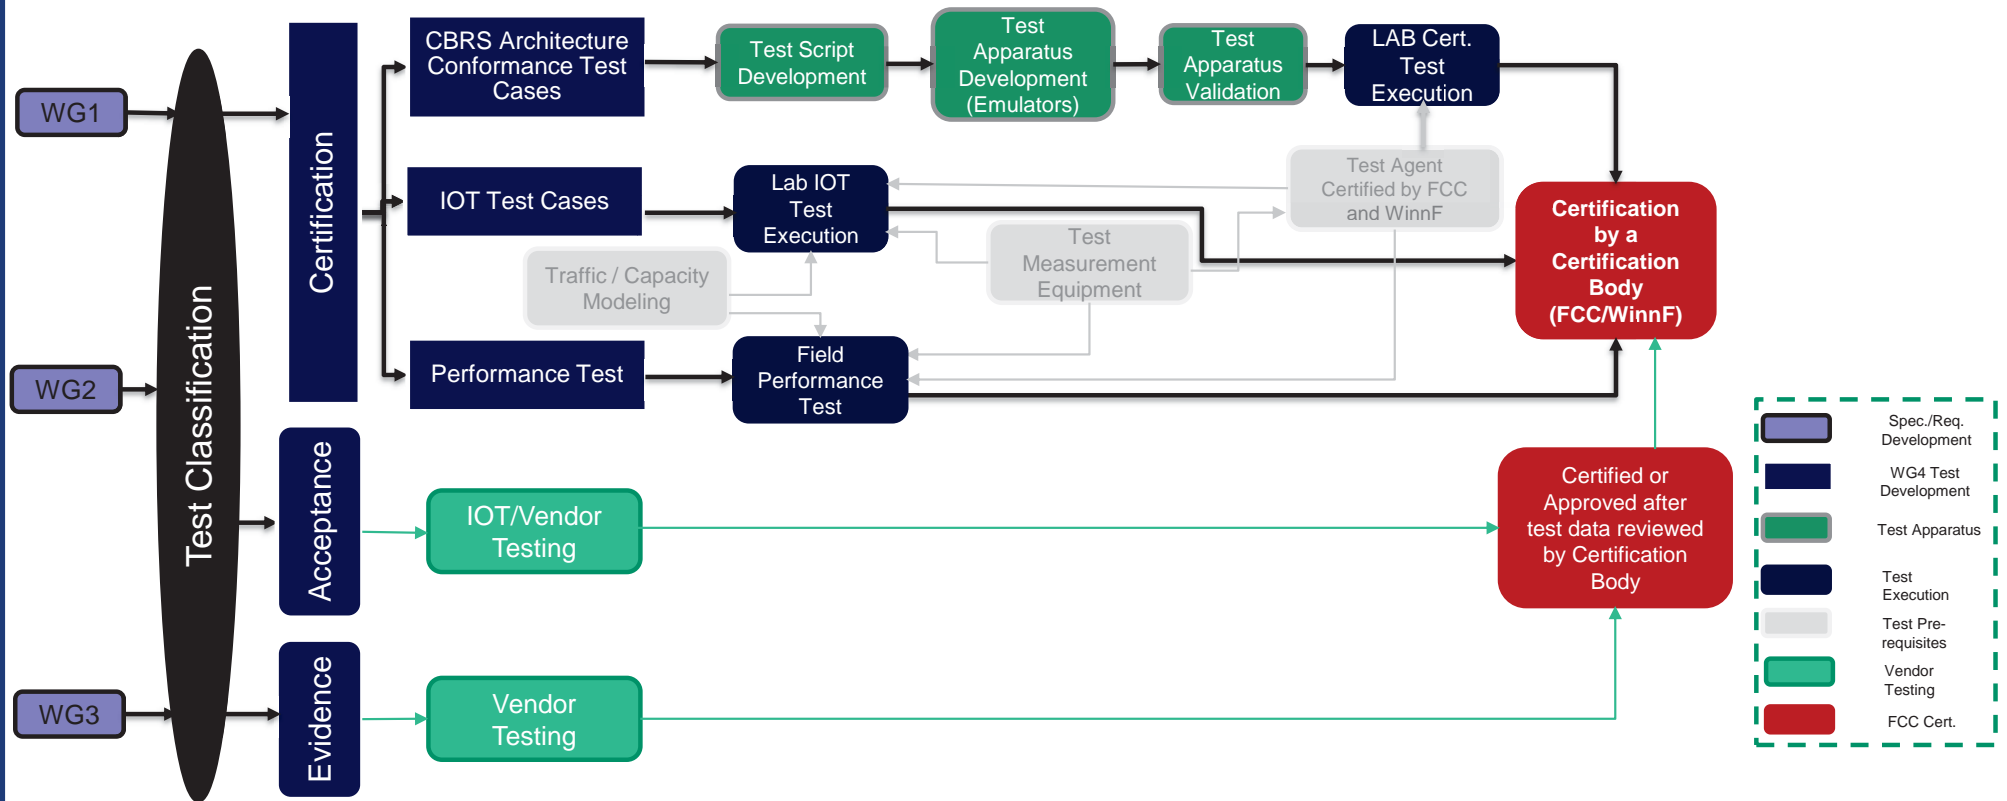 WG1
WG2
WG3
Test Classification
Certification
Acceptance
Evidence
CBRS Architecture
Conformance Test
Cases
Test Script
Development
Test
Apparatus
Development
(Emulators)
Test
Apparatus
Validation
LAB Cert.
Test
Execution
IOT Test Cases
Lab IOT
Test
Execution
Test Agent
Certified by FCC
and WinnF
Traffic / Capacity
Modeling
Test
Measurement
Equipment
Certification
by a
Certification
Body
(FCC/WinnF)
Performance Test
Field
Performance
Test
IOT/Vendor
Testing
Certified or
Approved after
test data reviewed
by Certification
Body
Vendor
Testing
Spec./Req.
Development
WG4 Test
Development
Test Apparatus
Test
Execution
Test Pre-
requisites
Vendor
Testing
FCC Cert.